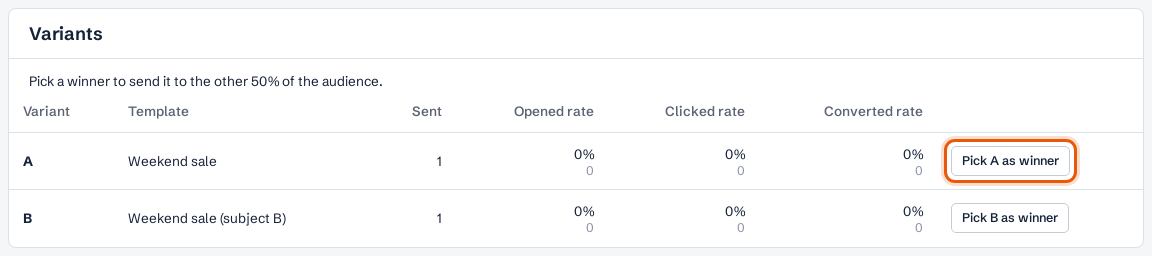 Variants
Pick a winner to send it to the other 50% of the audience.
Variant Template Sent Opened rate Clicked rate Converted rate
A Weekend sale 1 0% 0% 0% Pick A as winner
0 0 0
B Weekend sale (subject B) 1 0% 0% 0% Pick B as winner
0 0 0